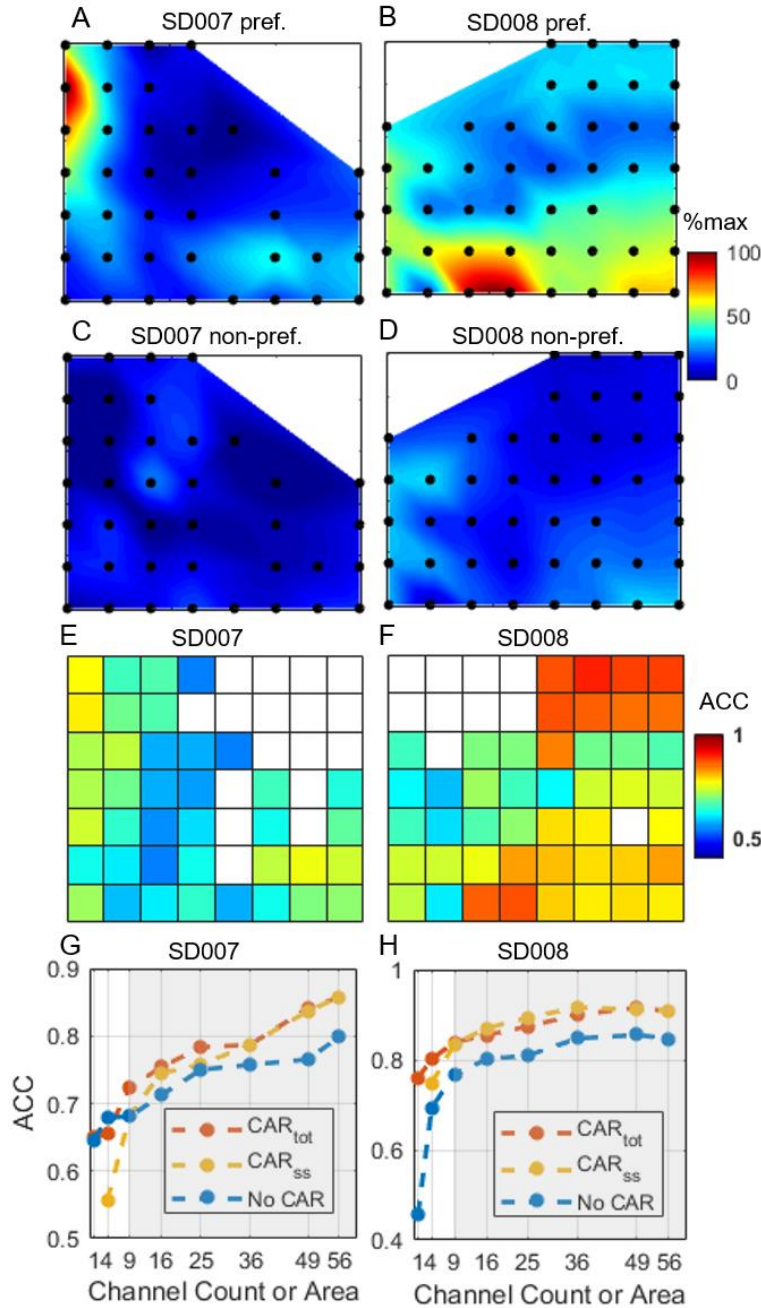 A SD007 pref. B SD008 pref.
%max
100
50
0
C SD007 non-pref. D SD008 non-pref.
E SD007 F SD008
ACC
1
0.5
G SD007 H SD008
0.9
0.8
0.7
0.6
0.5
ACC
CARtot
CARss
No CAR
14 9 16 25 36 49 56
Channel Count or Area
1
0.8
0.6
0.4
CARtot
CARss
No CAR
14 9 16 25 36 49 56
Channel Count or Area